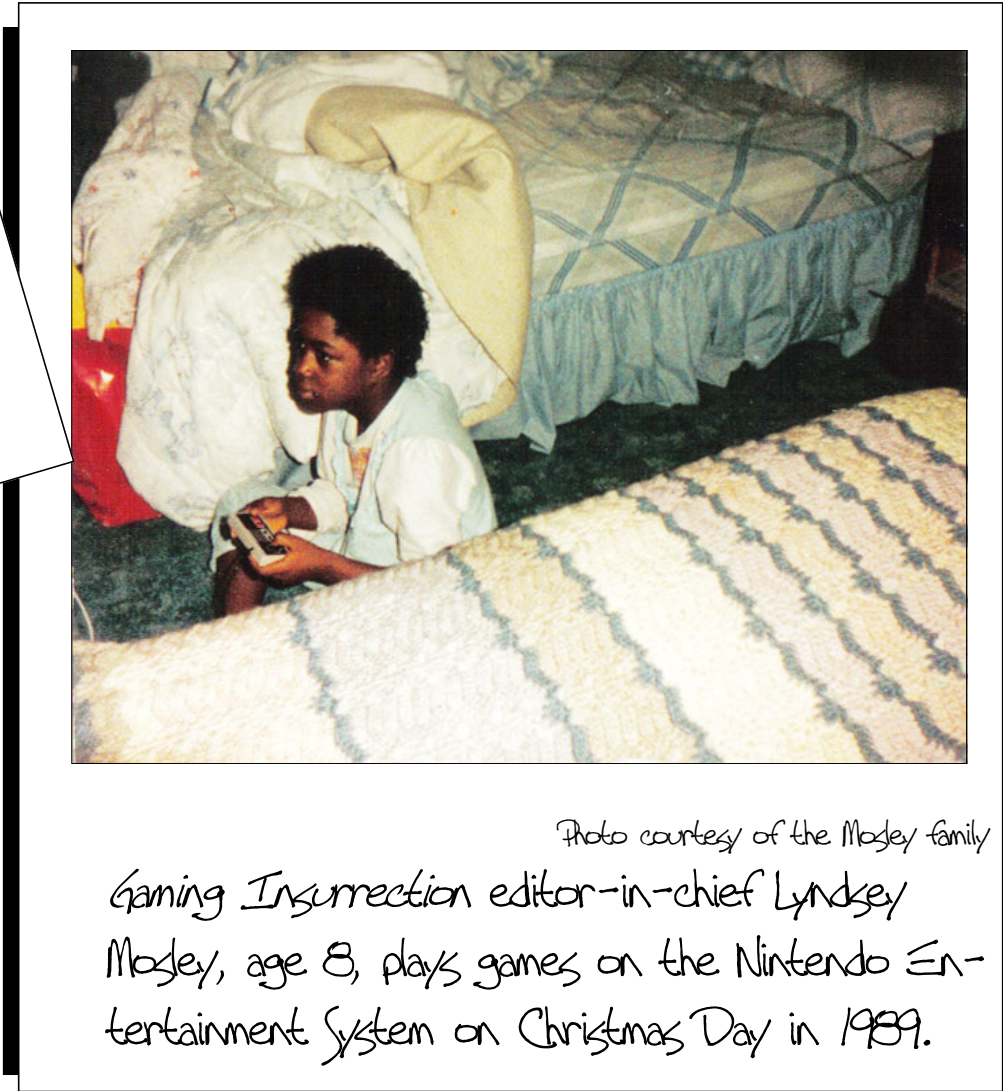 Photo courtesy of the Mosley family
Gaming Insurrection editor-in-chief Lyndsey
Mosley, age 8, plays games on the Nintendo En-
tertainment System on Christmas Day in 1989.